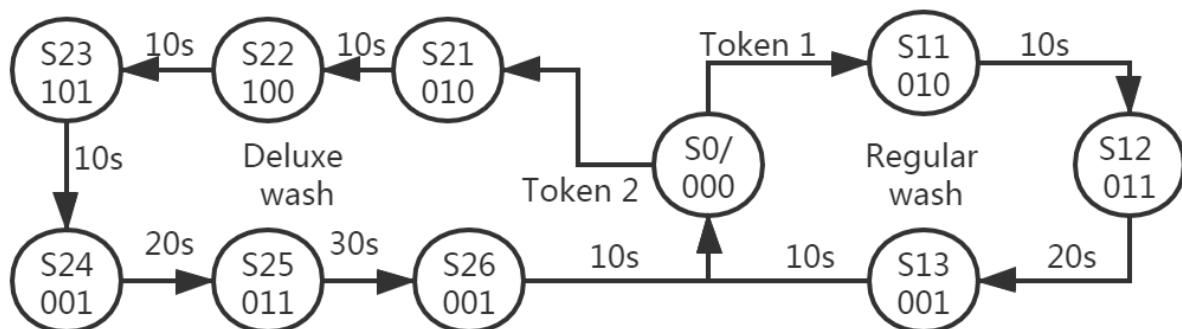 S23
101
10s
S22
100
10s
S21
010
Token 1
S11
010
10s
10s
Deluxe
wash
Token 2
S0/
000
Regular
wash
S12
011
S24
001
20s
S25
011
30s
S26
001
10s
10s
S13
001
20s